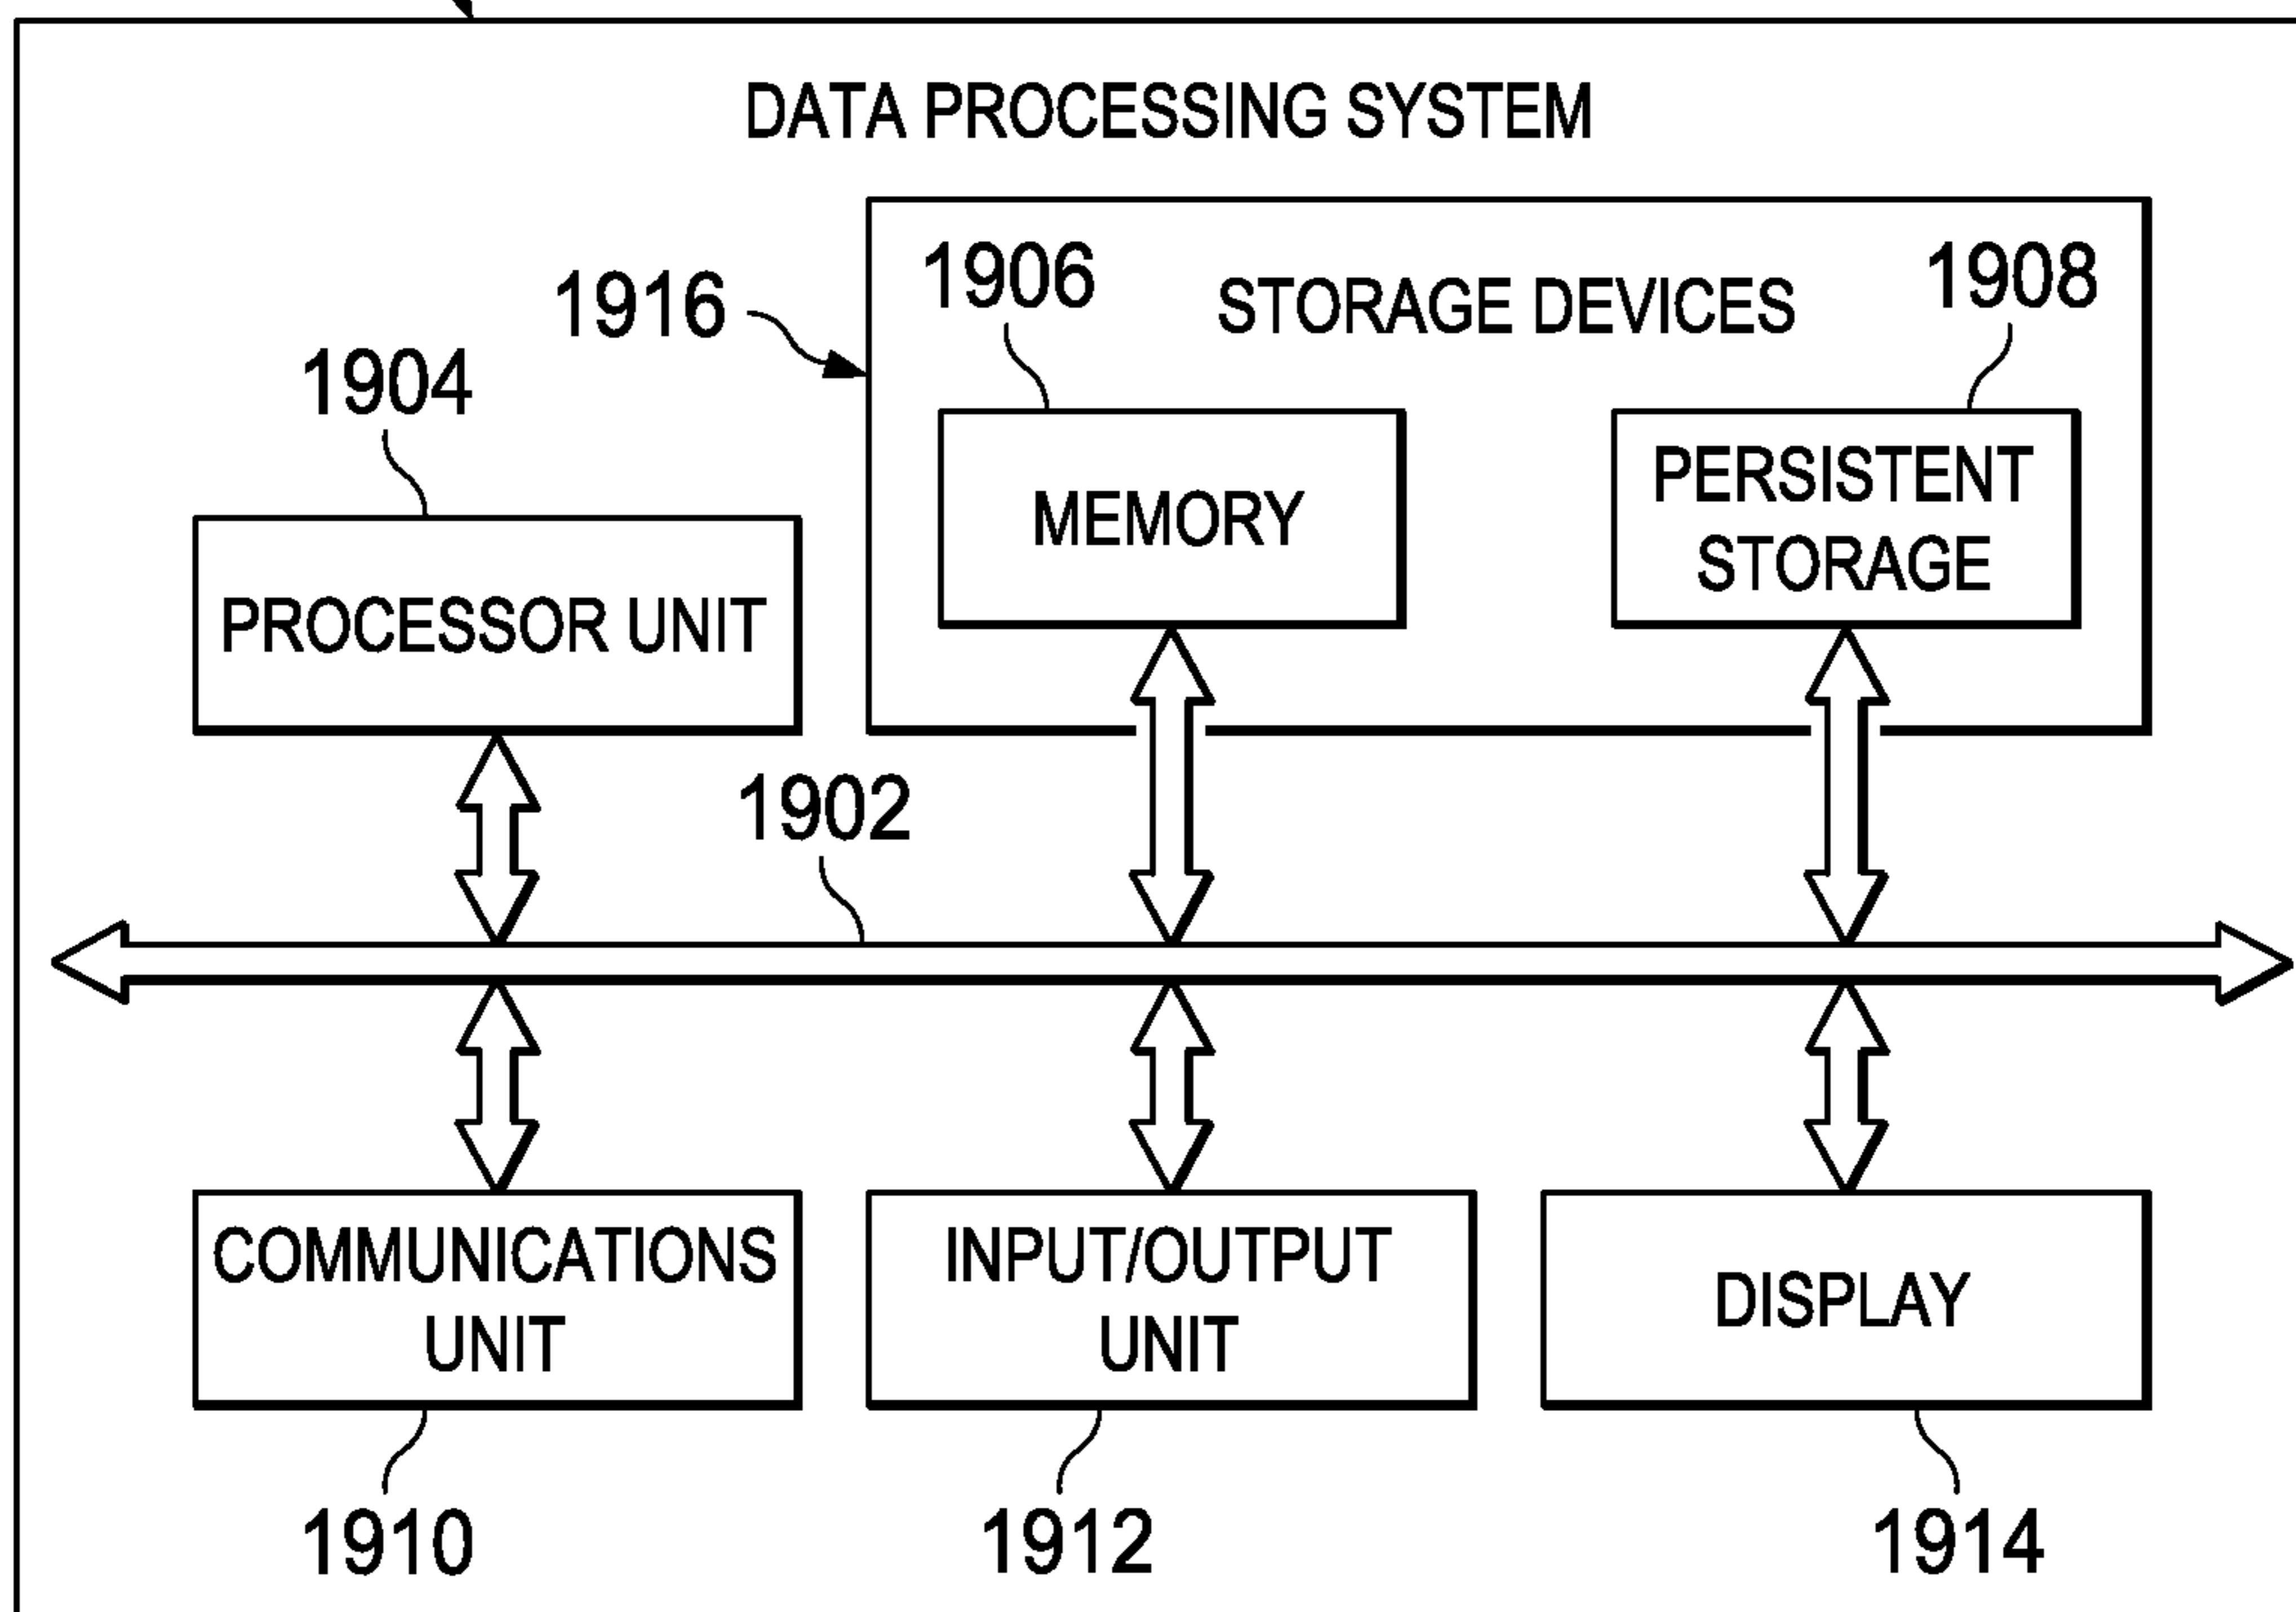 DATA PROCESSING SYSTEM
1916
1906
STORAGE DEVICES
1908
1904
MEMORY
PERSISTENT
STORAGE
PROCESSOR UNIT
1902
COMMUNICATIONS
UNIT
INPUT/OUTPUT
UNIT
DISPLAY
1910
1912
1914